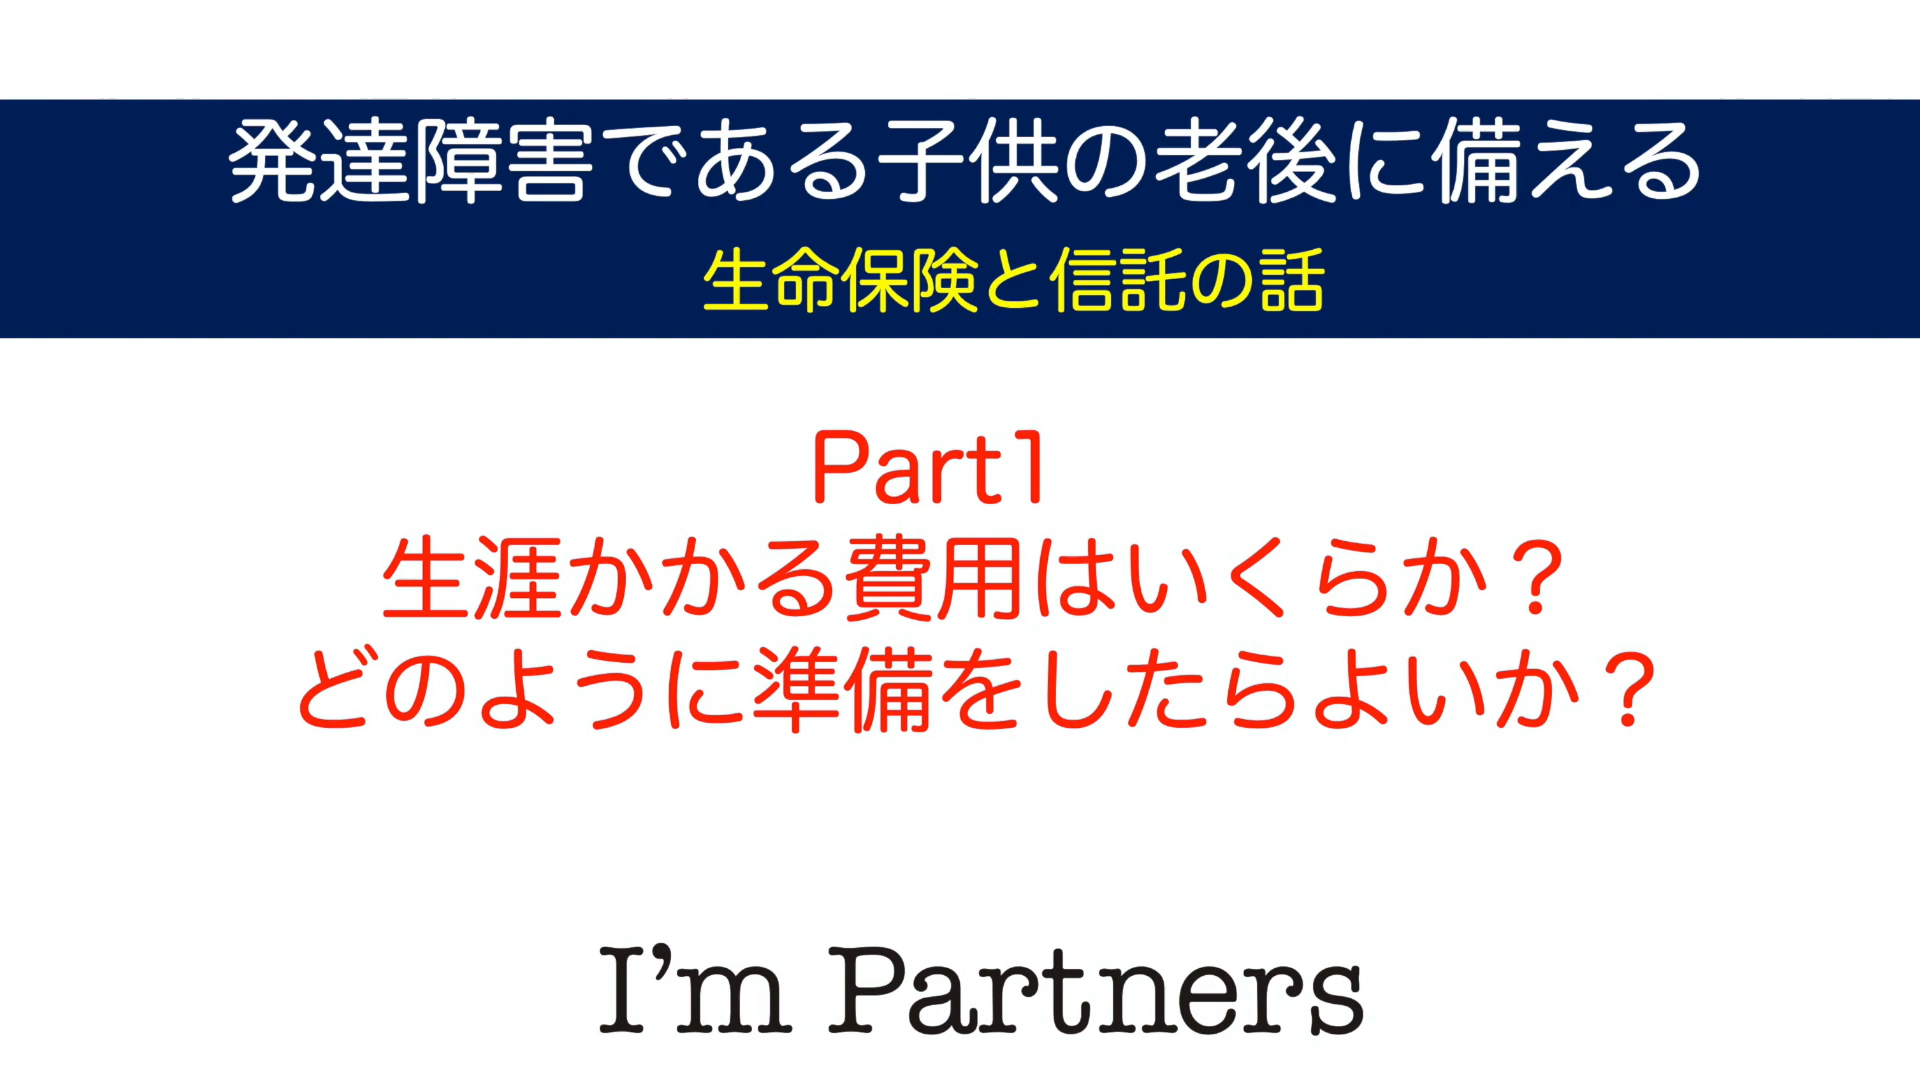 発達障害である子供の老後に備える
生命保険と信託の話
Part1
生涯かかる費用はいくらか？
どのように準備をしたらよいか？
I’m Partners